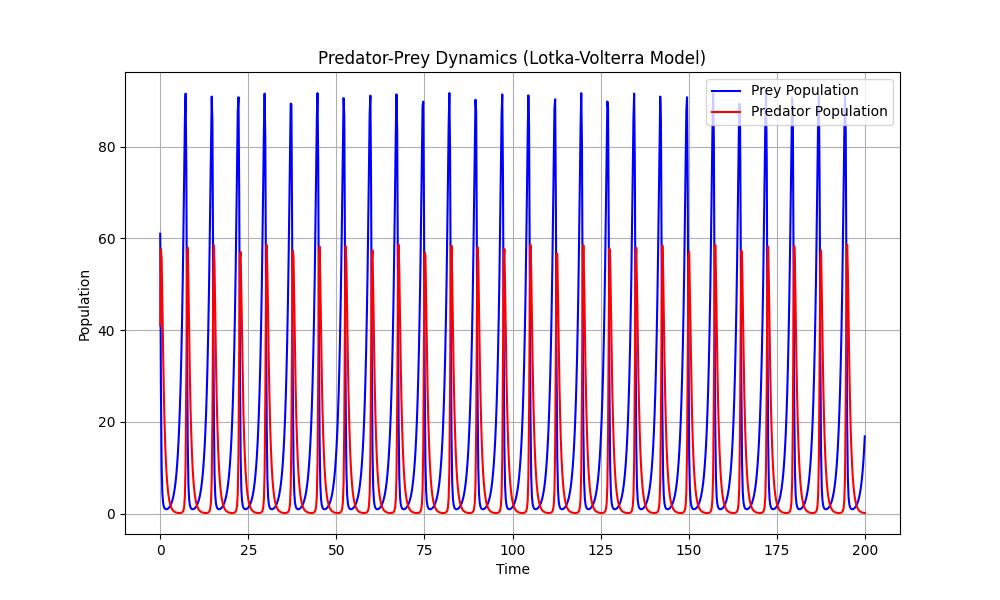 Predator-Prey Dynamics (Lotka-Volterra Model)
Prey Population
Predator Population
80
60
40
20
0
Population
0 25 50 75 100 125 150 175 200
Time